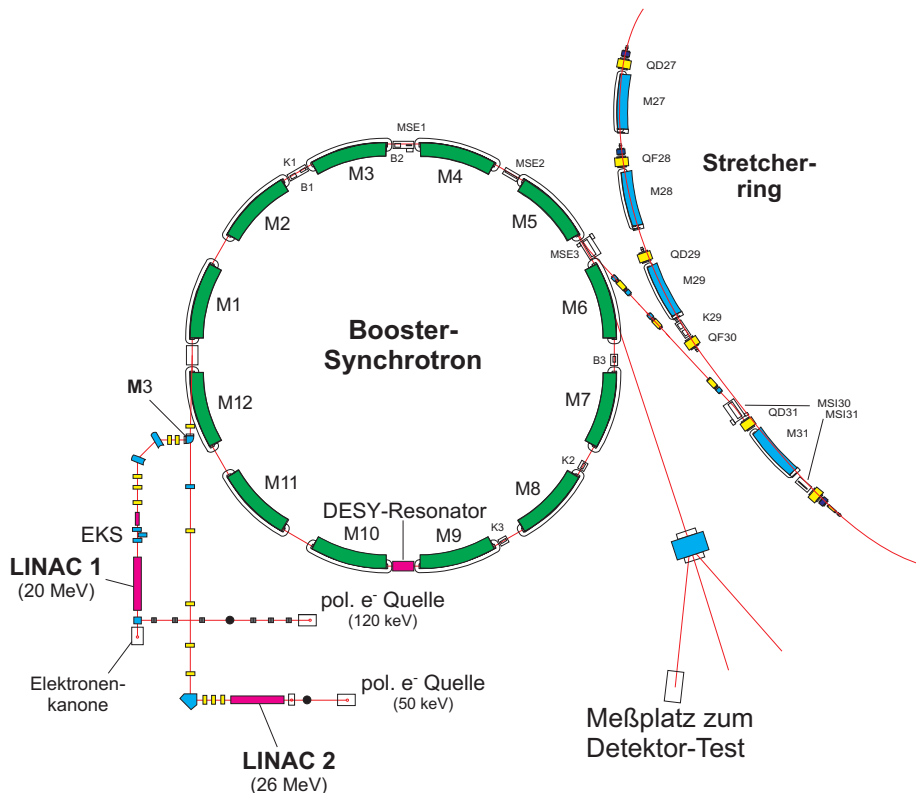 QD27
M27
MSE1
K1
B2
B1
M3
M4
MSE2
QF28
Stretcher-
ring
M28
M2
M5
MSE3
QD29
M29
M1
M6
K29
QF30
Booster-
Synchrotron
B3
M3
M12
M7
MSI30
QD31
MSI31
M31
K2
M11
M8
DESY-Resonator
M10
M9
K3
EKS
LINAC 1
(20 MeV)
pol. e⁻ Quelle
(120 keV)
Elektronen-
kanone
pol. e⁻ Quelle
(50 keV)
LINAC 2
(26 MeV)
Meßplatz zum
Detektor-Test